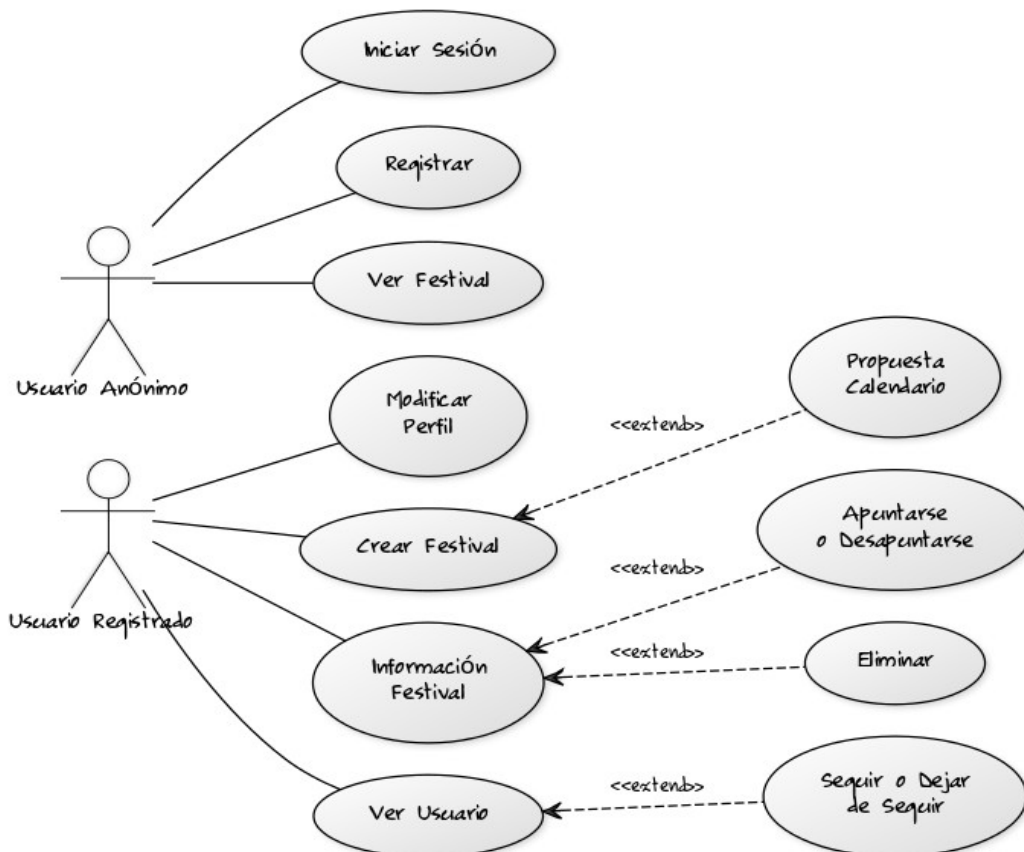 Iniciar Sesión
Registrar
Ver Festival
Usuario Anónimo
Modificar
Perfil
Propuesta
Calendario
<<extend>>
Crear Festival
Apuntarse
o Desapuntarse
<<extend>>
Usuario Registrado
Información
Festival
<<extend>>
Eliminar
Ver Usuario
<<extend>>
Seguir o Dejar
de Seguir